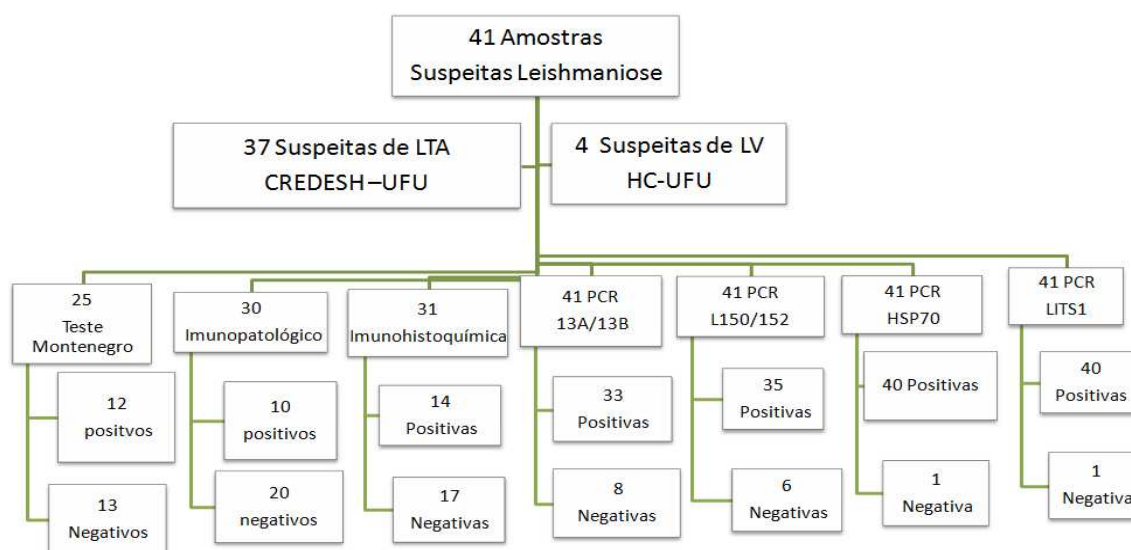 41 Amostras
Suspeitas Leishmaniose
37 Suspeitas de LTA
CREDESH –UFU
4 Suspeitas de LV
HC-UFU
25
Teste
Montenegro
12
positvos
13
Negativos
30
Imunopatológico
10
positivos
20
negativos
31
Imunohistoquímica
14
Positivas
17
Negativas
41 PCR
13A/13B
33
Positivas
8
Negativas
41 PCR
L150/152
35
Positivas
6
Negativas
41 PCR
HSP70
40 Positivas
1
Negativa
41 PCR
LITS1
40
Positivas
1
Negativa